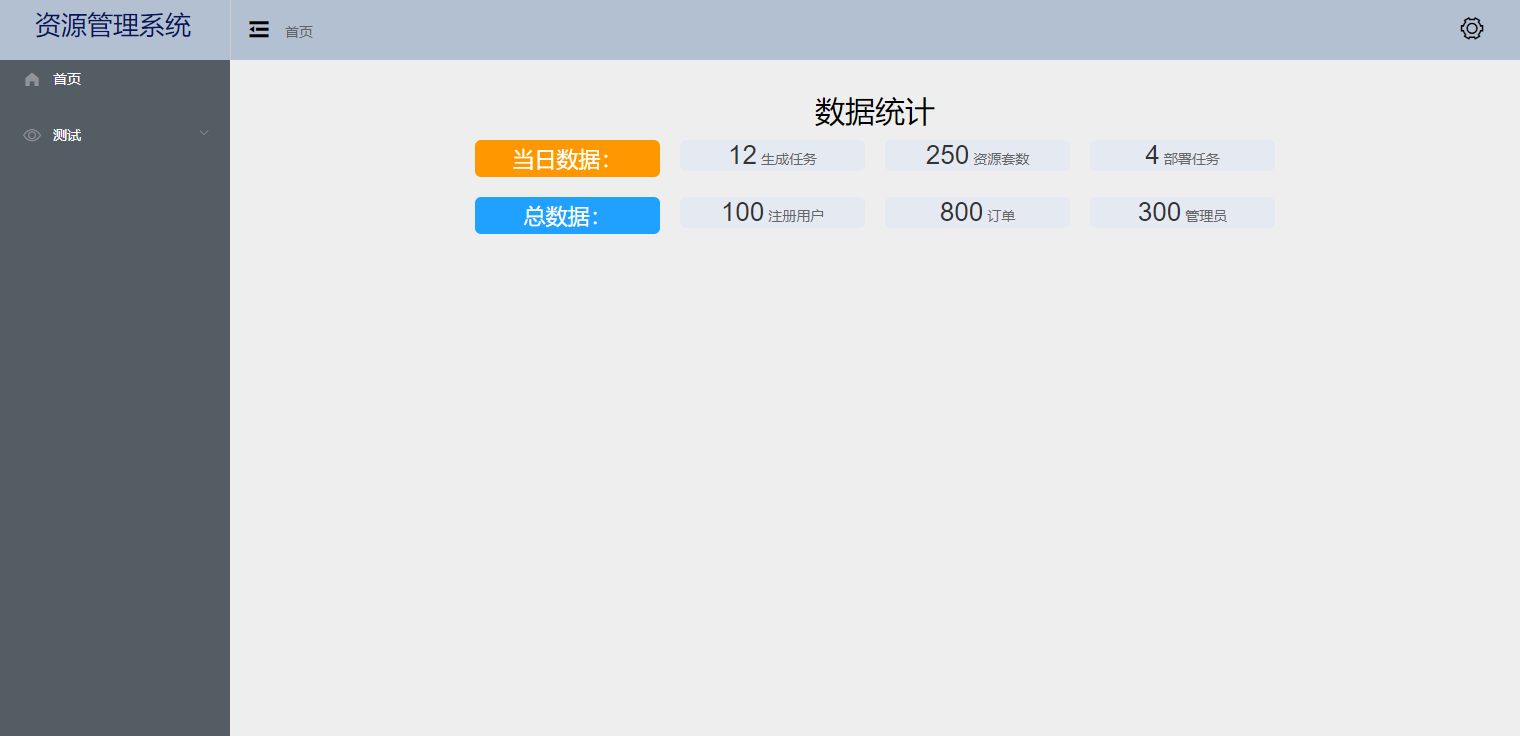 资源管理系统
首页
首页
测试
数据统计
当日数据：
12 生成任务
250 资源套数
4 部署任务
总数据：
100 注册用户
800 订单
300 管理员